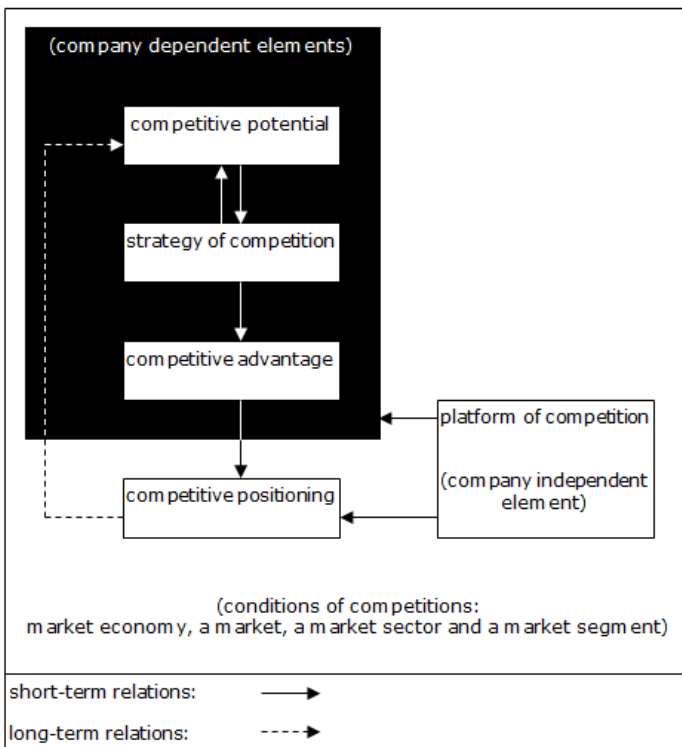 (company dependent elements)
competitive potential
strategy of competition
competitive advantage
platform of competition
(company independent
element)
competitive positioning
(conditions of competitions:
market economy, a market, a market sector and a market segment)
short-term relations:
long-term relations: